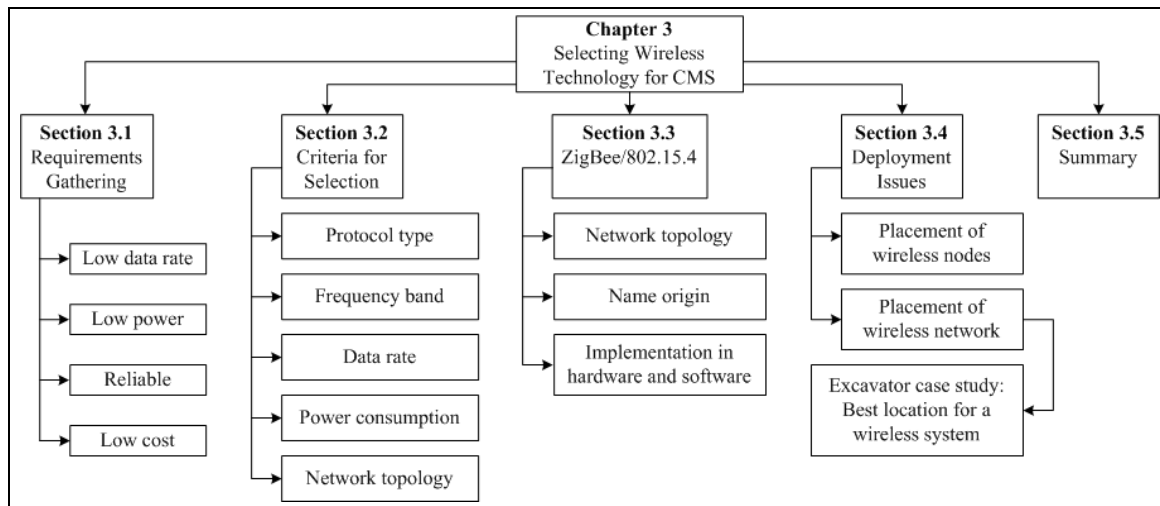 Chapter 3
Selecting Wireless
Technology for CMS
Section 3.1
Requirements
Gathering
Low data rate
Low power
Reliable
Low cost
Section 3.2
Criteria for
Selection
Protocol type
Frequency band
Data rate
Power consumption
Network topology
Section 3.3
ZigBee/802.15.4
Network topology
Name origin
Implementation in
hardware and software
Section 3.4
Deployment
Issues
Placement of
wireless nodes
Placement of
wireless network
Excavator case study:
Best location for a
wireless system
Section 3.5
Summary